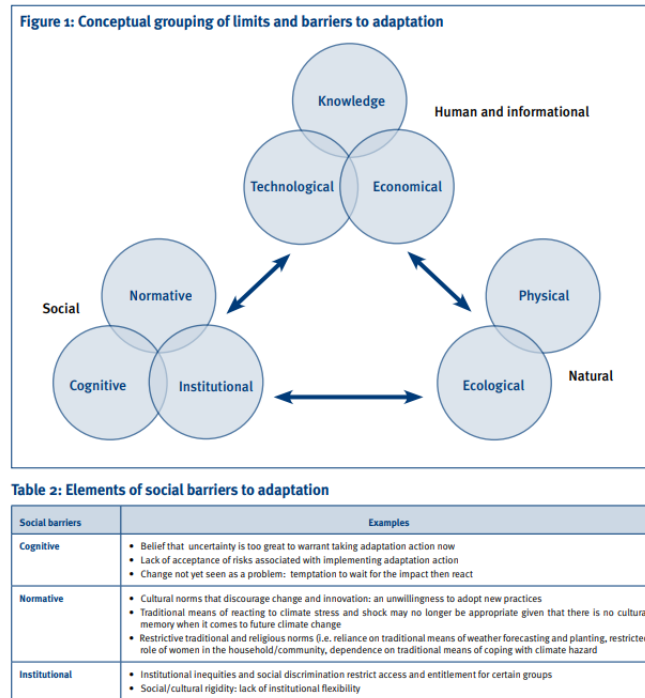 Figure 1: Conceptual grouping of limits and barriers to adaptation
Knowledge
Human and informational
Technological
Economical
Normative
Social
Physical
Cognitive
Institutional
Ecological
Natural
Table 2: Elements of social barriers to adaptation
Social barriers
Examples
Cognitive
• Belief that uncertainty is too great to warrant taking adaptation action now
• Lack of acceptance of risks associated with implementing adaptation action
• Change not yet seen as a problem: temptation to wait for the impact then react
Normative
• Cultural norms that discourage change and innovation: an unwillingness to adopt new practices
• Traditional means of reacting to climate stress and shock may no longer be appropriate given that there is no cultural
memory when it comes to future climate change
• Restrictive traditional and religious norms (i.e. reliance on traditional means of weather forecasting and planting, restricted
role of women in the household/community, dependence on traditional means of coping with climate hazard
Institutional
• Institutional inequities and social discrimination restrict access and entitlement for certain groups
• Social/cultural rigidity: lack of institutional flexibility